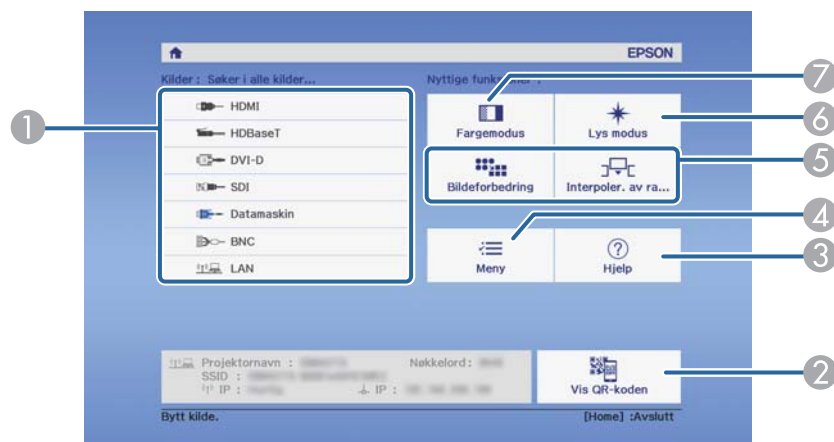 EPSON
Kilder : Søker i alle kilder...
HDMI
HDBaseT
DVI-D
SDI
Datamaskin
BNC
LAN
Nyttige :
Fargemodus
Lys modus
Bildeforbedring
Interpoler. av ra...
Meny
Hjelp
Projektornavn :
Nøkkelord :
SSID :
IP :
IP :
Vis QR-koden
Bytt kilde.
[Home] :Avslutt
1
7
6
5
4
3
2